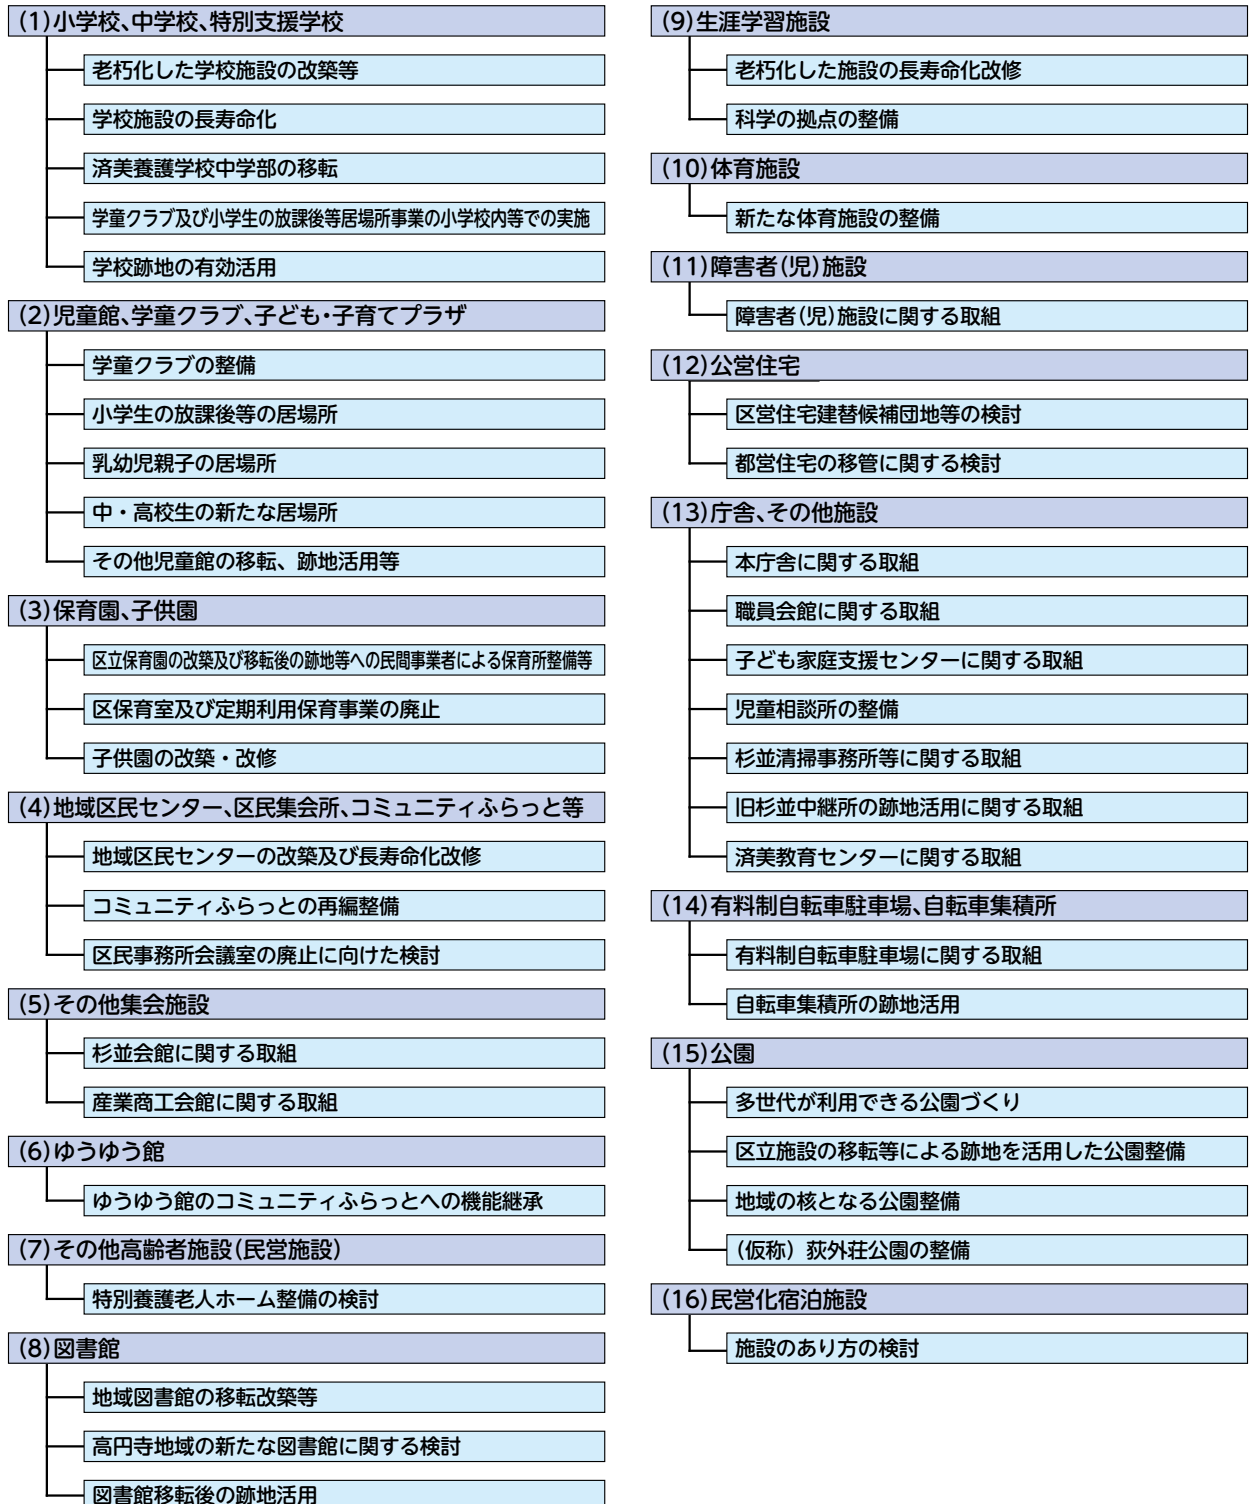 (1)小学校、中学校、特別支援学校
老朽化した学校施設の改築等
学校施設の長寿命化
済美養護学校中学部の移転
学童クラブ及び小学生の放課後等居場所事業の小学校内等での実施
学校跡地の有効活用
(2)児童館、学童クラブ、子ども・子育てプラザ
学童クラブの整備
小学生の放課後等の居場所
乳幼児親子の居場所
中・高校生の新たな居場所
その他児童館の移転、跡地活用等
(3)保育園、子供園
区立保育園の改築及び移転後の跡地等への民間事業者による保育所整備等
区保育室及び定期利用保育事業の廃止
子供園の改築・改修
(4)地域区民センター、区民集会所、コミュニティふらっと等
地域区民センターの改築及び長寿命化改修
コミュニティふらっとの再編整備
区民事務所会議室の廃止に向けた検討
(5)その他集会施設
杉並会館に関する取組
産業商工会館に関する取組
(6)ゆうゆう館
ゆうゆう館のコミュニティふらっとへの機能継承
(7)その他高齢者施設(民営施設)
特別養護老人ホーム整備の検討
(8)図書館
地域図書館の移転改築等
高円寺地域の新たな図書館に関する検討
図書館移転後の跡地活用
(9)生涯学習施設
老朽化した施設の長寿命化改修
科学の拠点の整備
(10)体育施設
新たな体育施設の整備
(11)障害者(児)施設
障害者(児)施設に関する取組
(12)公営住宅
区営住宅建替候補団地等の検討
都営住宅の移管に関する検討
(13)庁舎、その他施設
本庁舎に関する取組
職員会館に関する取組
子ども家庭支援センターに関する取組
児童相談所の整備
杉並清掃事務所等に関する取組
旧杉並中継所の跡地活用に関する取組
済美教育センターに関する取組
(14)有料制自転車駐車場、自転車集積所
有料制自転車駐車場に関する取組
自転車集積所の跡地活用
(15)公園
多世代が利用できる公園づくり
区立施設の移転等による跡地を活用した公園整備
地域の核となる公園整備
(仮称)荻外荘公園の整備
(16)民営化宿泊施設
施設のあり方の検討